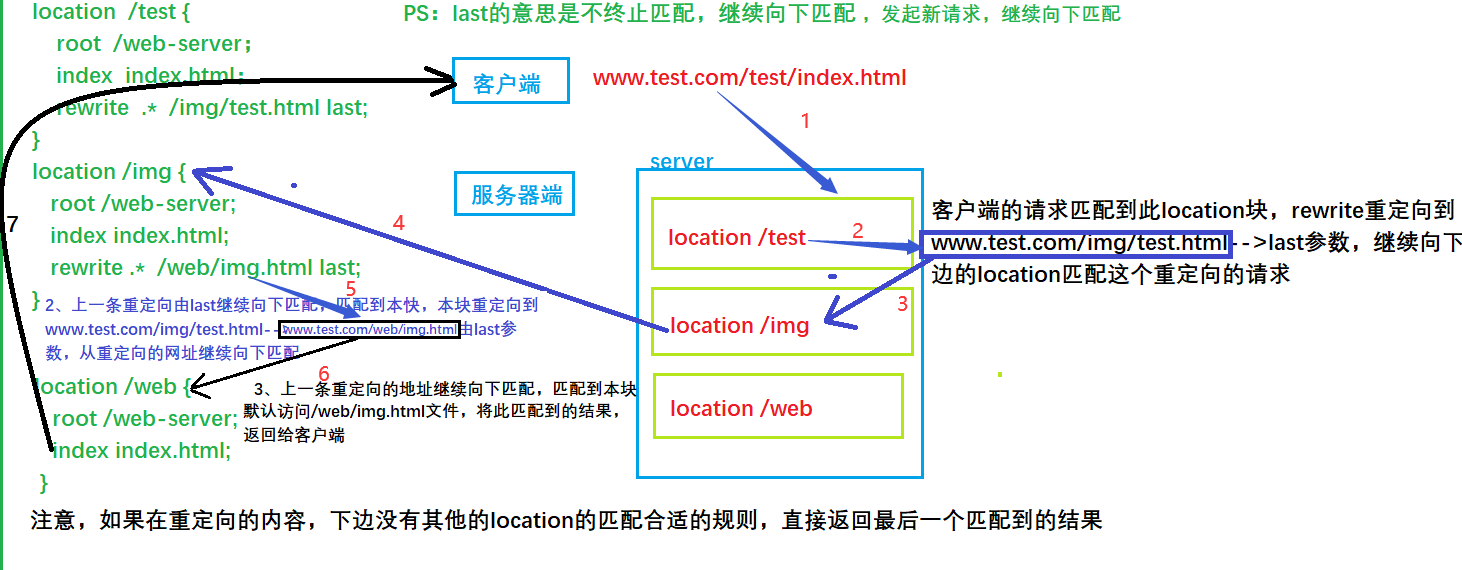 location /test {
root /web-server；
index index.html；
rewrite .* /img/test.html last;
}
location /img {
root /web-server;
index index.html;
rewrite .* /web/img.html last;
}
2、上一条重定向由last继续向下匹配，匹配到本快，本块重定向到
www.test.com/img/test.html-->www.test.com/web/img.html由last参
数，从重定向的网址继续向下匹配
location /web {
root /web-server;
index index.html;
}
3、上一条重定向的地址继续向下匹配，匹配到本块
默认访问/web/img.html文件，将此匹配到的结果，
返回给客户端
PS：last的意思是不终止匹配，继续向下匹配，发起新请求，继续向下匹配
客户端
www.test.com/test/index.html
服务器端
server
location /test
location /img
location /web
客户端的请求匹配到此location块，rewrite重定向到
www.test.com/img/test.html-->last参数，继续向下
边的location匹配这个重定向的请求
1
2
3
4
5
6
7
注意，如果在重定向的内容，下边没有其他的location的匹配合适的规则，直接返回最后一个匹配到的结果